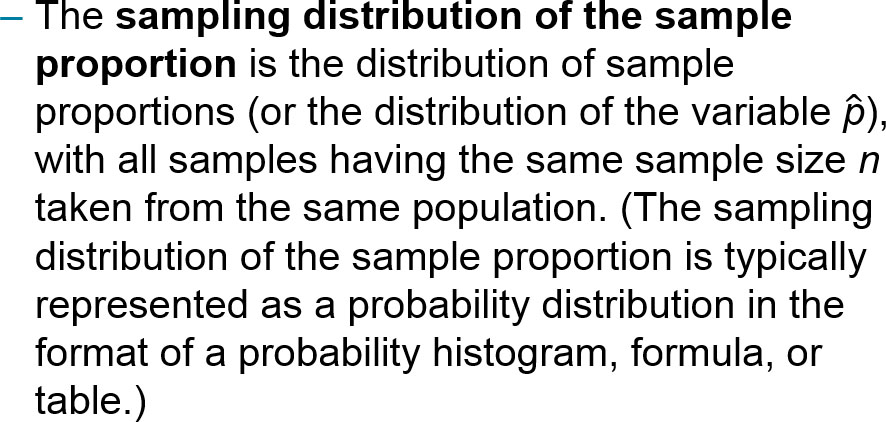 – The sampling distribution of the sample
proportion is the distribution of sample
proportions (or the distribution of the variable p̂),
with all samples having the same sample size n
taken from the same population. (The sampling
distribution of the sample proportion is typically
represented as a probability distribution in the
format of a probability histogram, formula, or
table.)